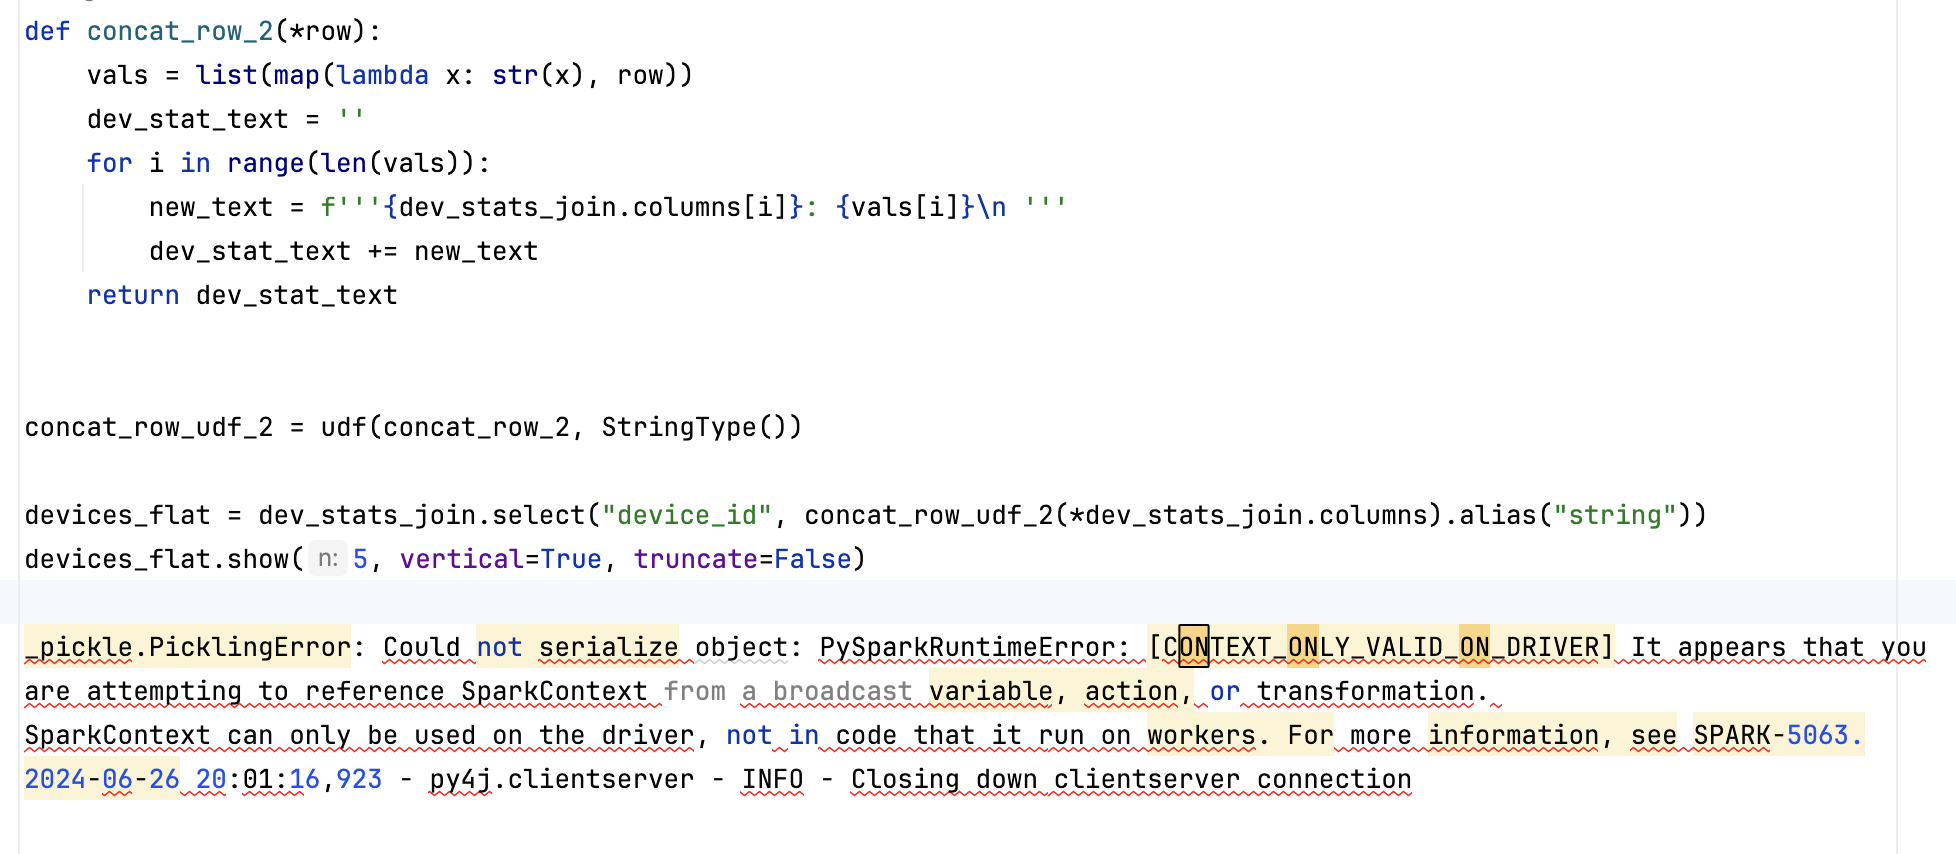 def concat_row_2(*row):
    vals = list(map(lambda x: str(x), row))
    dev_stat_text = ''
    for i in range(len(vals)):
        new_text = f'''{dev_stats_join.columns[i]}: {vals[i]}\n '''
        dev_stat_text += new_text
    return dev_stat_text
concat_row_udf_2 = udf(concat_row_2, StringType())
devices_flat = dev_stats_join.select("device_id", concat_row_udf_2(*dev_stats_join.columns).alias("string"))
devices_flat.show( n: 5, vertical=True, truncate=False)
_pickle.PicklingError: Could not serialize object: PySparkRuntimeError: [CONTEXT_ONLY_VALID_ON_DRIVER] It appears that you
are attempting to reference SparkContext from a broadcast variable, action, or transformation.
SparkContext can only be used on the driver, not in code that it run on workers. For more information, see SPARK-5063.
2024-06-26 20:01:16,923 - py4j.clientserver - INFO - Closing down clientserver connection